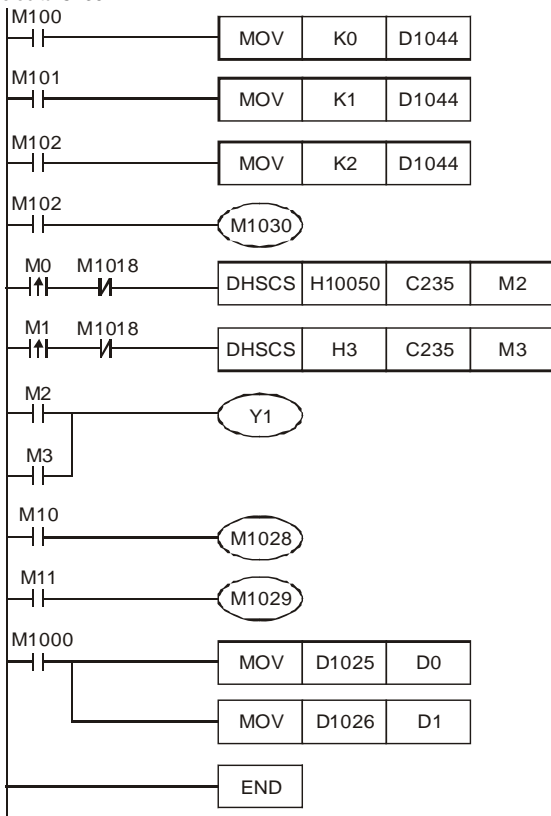 M100
MOV K0 D1044
M101
MOV K1 D1044
M102
MOV K2 D1044
M102
M1030
M0 M1018
DHSCS H10050 C235 M2
M1 M1018
DHSCS H3 C235 M3
M2
Y1
M3
M10
M1028
M11
M1029
M1000
MOV D1025 D0
MOV D1026 D1
END